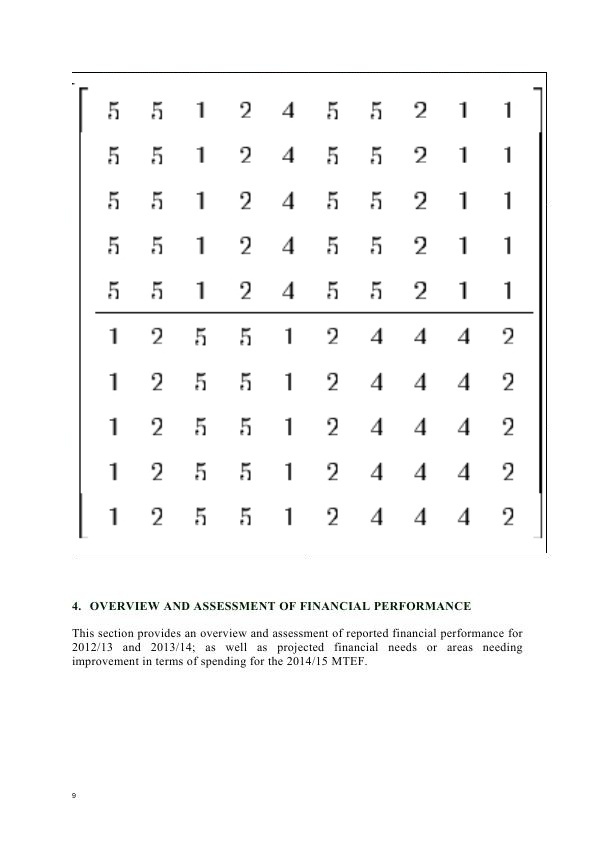 5 5 1 2 4 5 5 2 1 1
5 5 1 2 4 5 5 2 1 1
5 5 1 2 4 5 5 2 1 1
5 5 1 2 4 5 5 2 1 1
5 5 1 2 4 5 5 2 1 1
1 2 5 5 1 2 4 4 4 2
1 2 5 5 1 2 4 4 4 2
1 2 5 5 1 2 4 4 4 2
1 2 5 5 1 2 4 4 4 2
1 2 5 5 1 2 4 4 4 2
4. OVERVIEW AND ASSESSMENT OF FINANCIAL PERFORMANCE
This section provides an overview and assessment of reported financial performance for
2012/13 and 2013/14; as well as projected financial needs or areas needing
improvement in terms of spending for the 2014/15 MTEF.
9